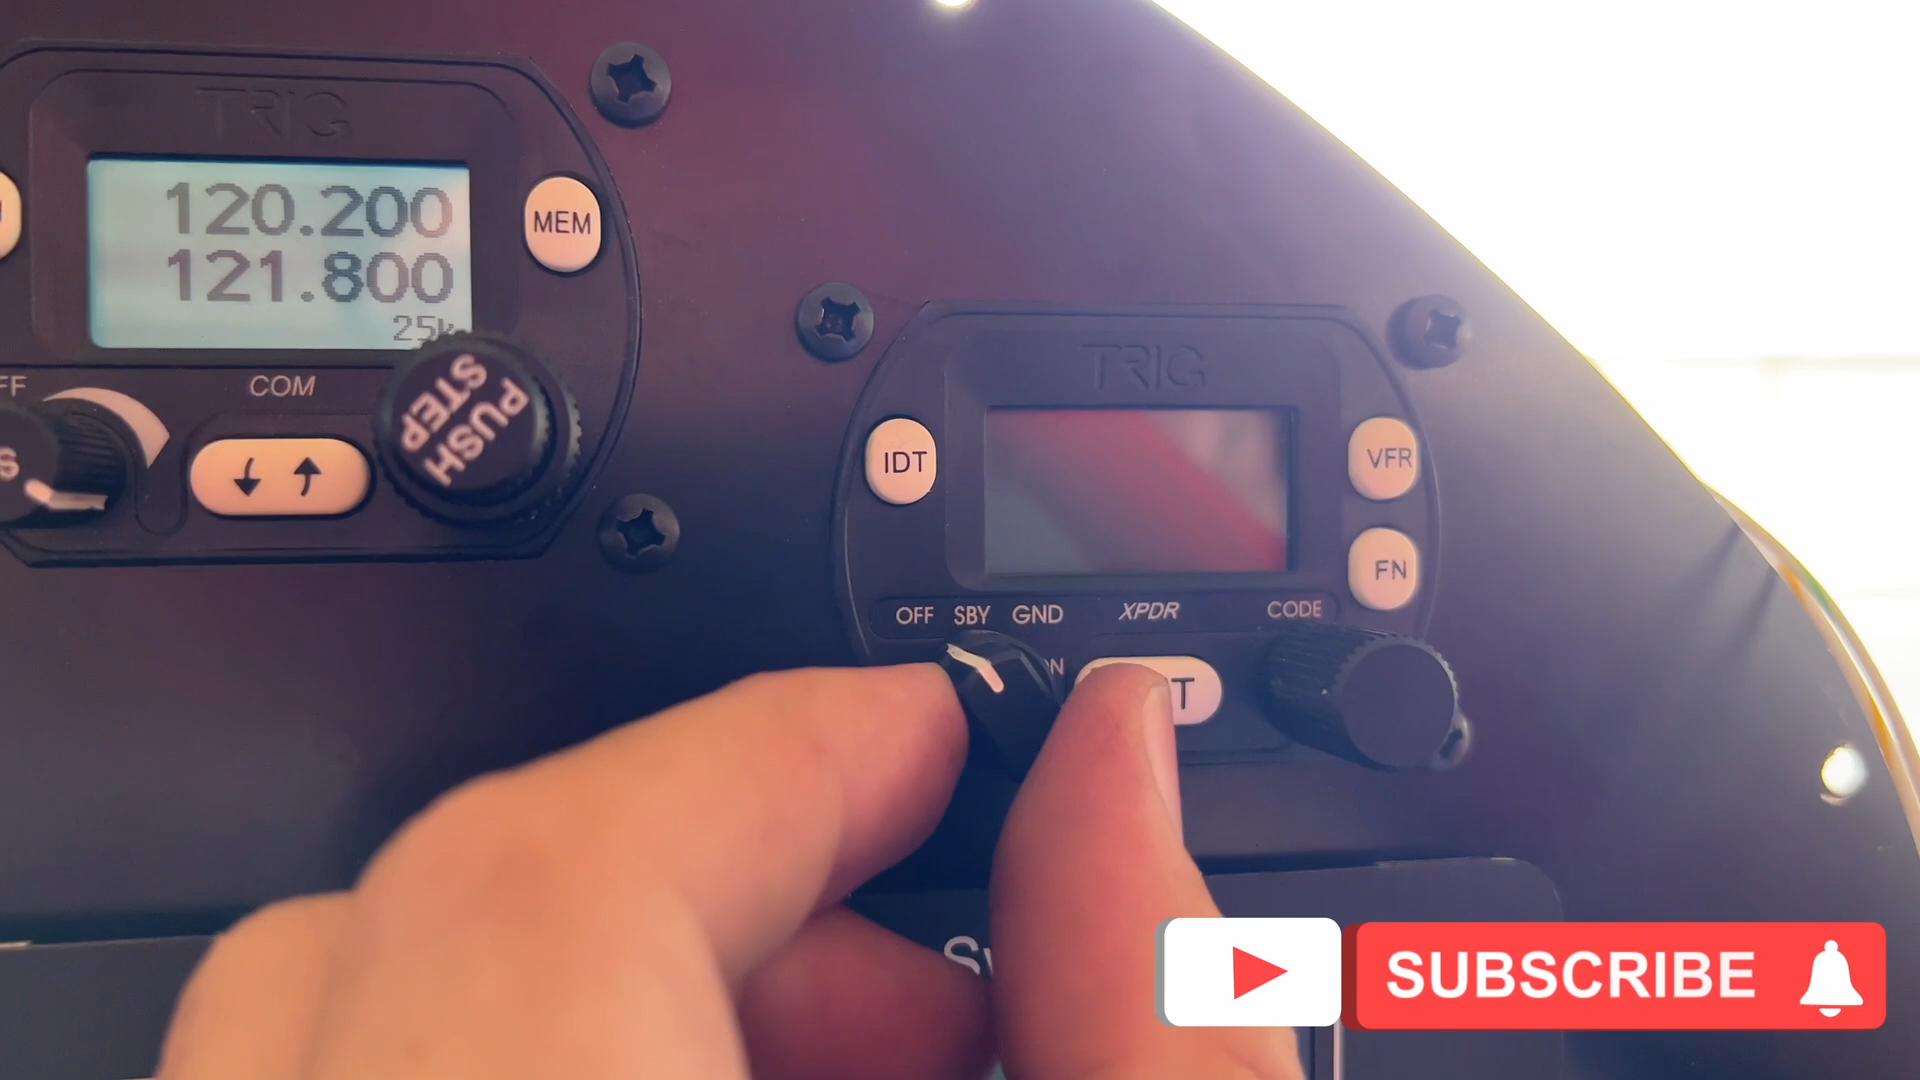 TRIG
120.200
121.800
25k
MEM
COM
PUSH
STEP
TRIG
IDT
VFR
FN
OFF SBY GND XPDR CODE
SUBSCRIBE